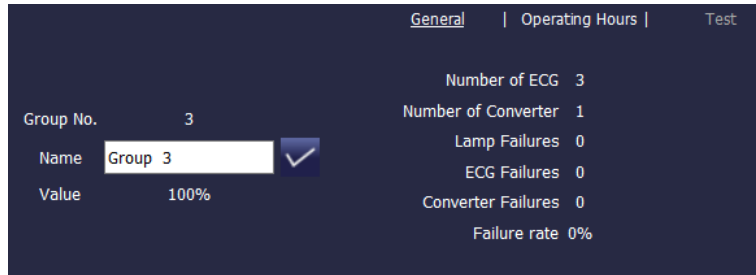 General | Operating Hours | Test
Number of ECG 3
Number of Converter 1
Lamp Failures 0
ECG Failures 0
Converter Failures 0
Failure rate 0%
Group No. 3
Name Group 3
Value 100%